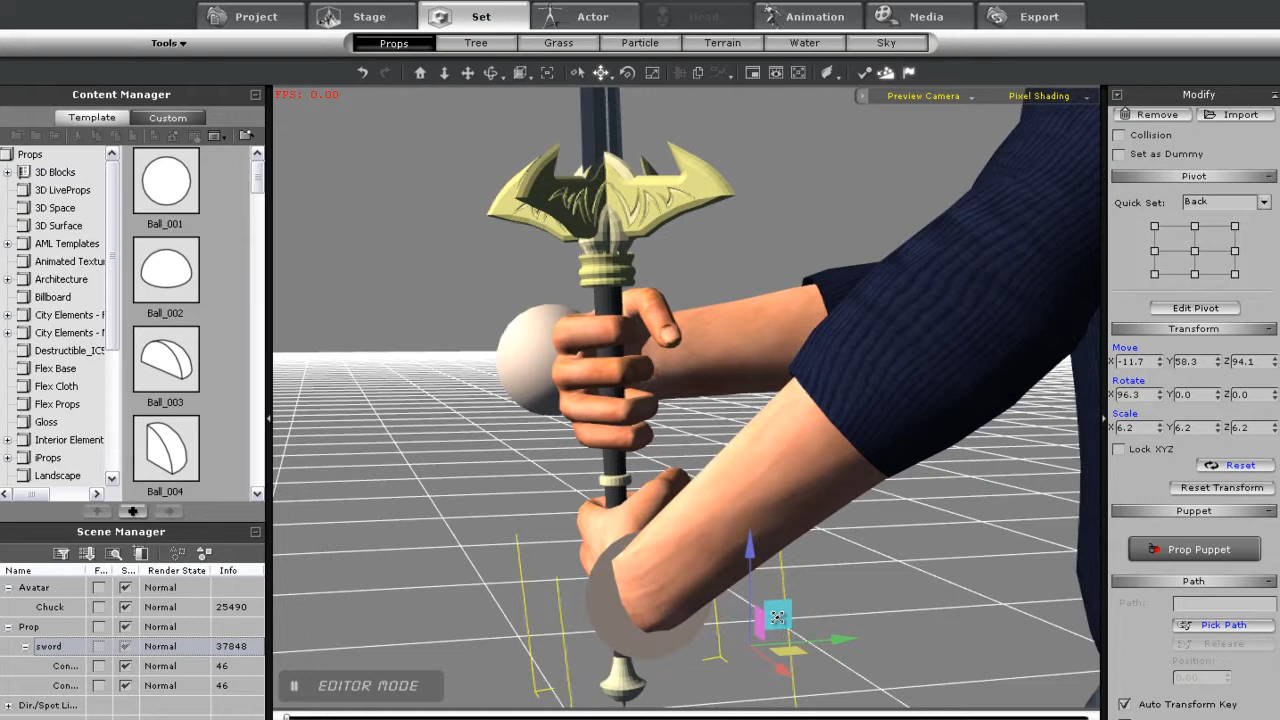 Project Stage Set Actor Head Animation Media Export
Tools
Props Tree Grass Particle Terrain Water Sky
Content Manager
Template Custom
Props
3D Blocks
3D LiveProps
3D Space
3D Surface
AML Templates
Animated Textur
Architecture
Billboard
City Elements -
City Elements -
Destructible_ICS
Flex Base
Flex Cloth
Flex Props
Gloss
Interior Element
iProps
Landscape
Ball_001
Ball_002
Ball_003
Ball_004
Scene Manager
Name F... S... Render State Info
Avatar Normal
Chuck Normal 25490
Prop Normal
Normal 37848
Co... Normal 46
Con... Normal 46
Normal
FPS: 0.00
Preview Camera Pixel Shading
EDITOR MODE
Modify
Remove Import
Collision
Set as Dummy
Pivot
Quick Set: Back
Edit Pivot
Transform
Move
X -11.7 Y 58.3 Z 94.1
Rotate
X 96.3 Y 0.0 Z 0.0
Scale
X 6.2 Y 6.2 Z 6.2
Lock XYZ
Reset
Reset Transform
Puppet
Prop Puppet
Path
Path:
Pick Path
Release
Position:
0.00
Auto Transform Key